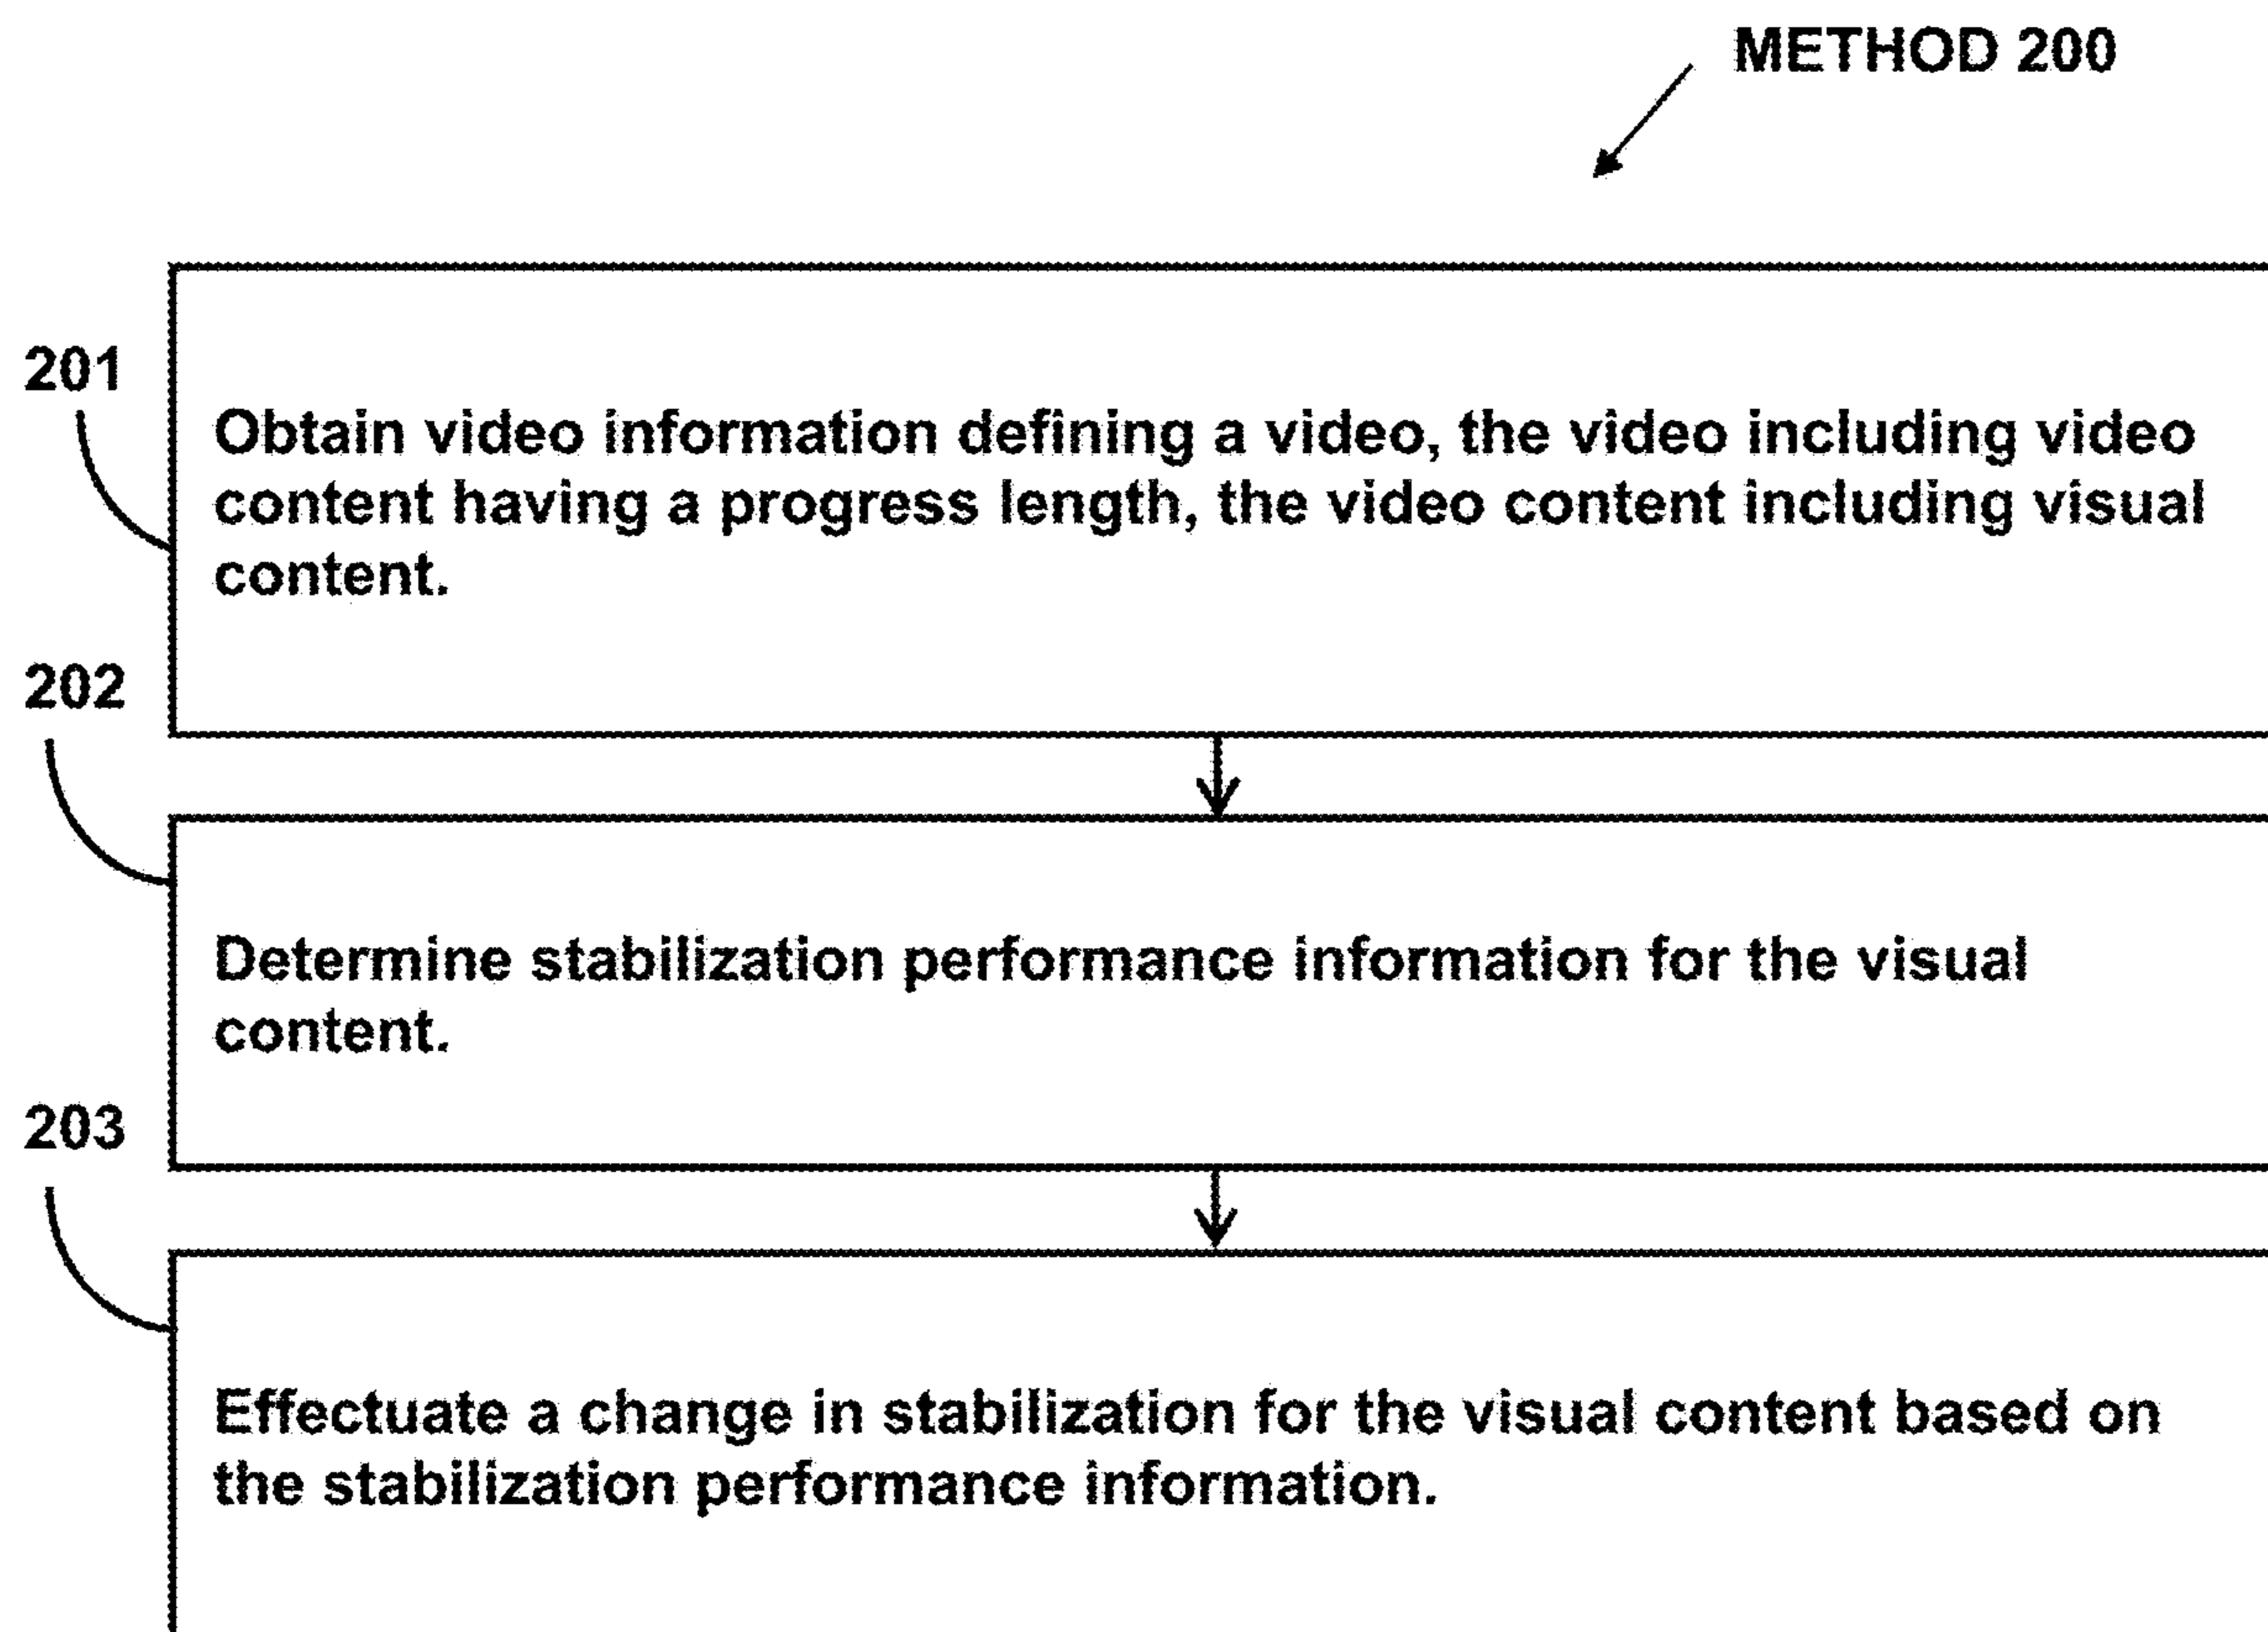 METHOD 200
201
Obtain video information defining a video, the video including video
content having a progress length, the video content including visual
content.
202
Determine stabilization performance information for the visual
content.
203
Effectuate a change in stabilization for the visual content based on
the stabilization performance information.